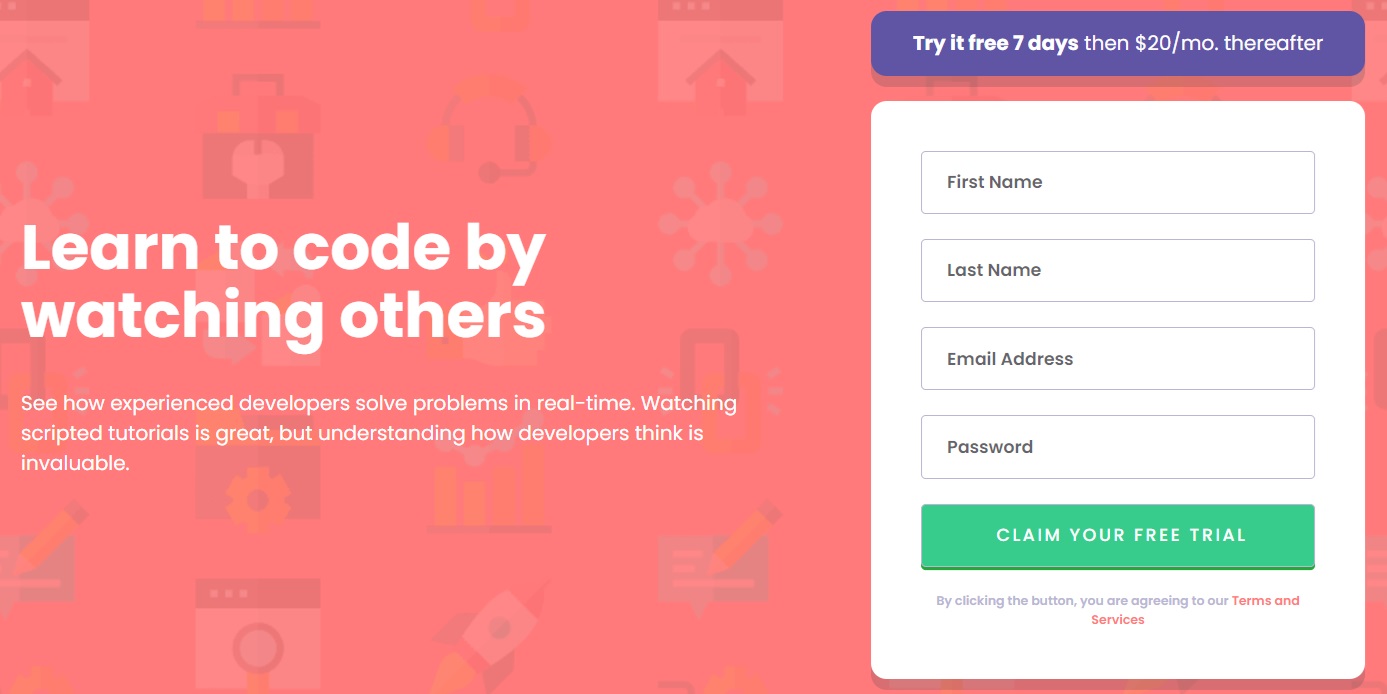 Try it free 7 days then $20/mo. thereafter
Learn to code by
watching others
See how experienced developers solve problems in real-time. Watching
scripted tutorials is great, but understanding how developers think is
invaluable.
First Name
Last Name
Email Address
Password
CLAIM YOUR FREE TRIAL
By clicking the button, you are agreeing to our Terms and
Services